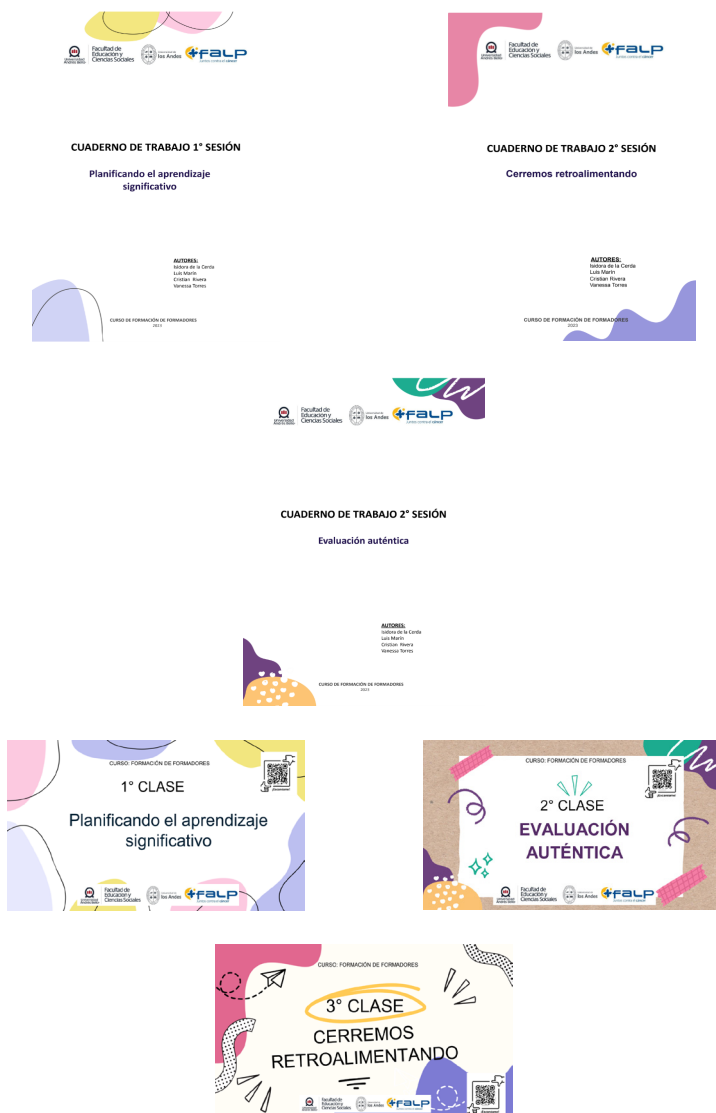 Universidad
Andrés Bello
Facultad de
Educación y
Ciencias Sociales
los Andes
falp
CUADERNO DE TRABAJO 1° SESIÓN
Planificando el aprendizaje
significativo
AUTORES:
Isidora de la Cerda
Luis Marín
Cristian Rivera
Vanessa Torres
CURSO DE FORMACIÓN DE FORMADORES
2023
Facultad de
Educación y
Ciencias Sociales
los Andes
falp
CUADERNO DE TRABAJO 2° SESIÓN
Cerremos retroalimentando
AUTORES:
Isidora de la Cerda
Luis Marín
Cristian Rivera
Vanessa Torres
CURSO DE FORMACIÓN DE FORMADORES
2023
Facultad de
Educación y
Ciencias Sociales
los Andes
falp
CUADERNO DE TRABAJO 2° SESIÓN
Evaluación auténtica
AUTORES:
Isidora de la Cerda
Luis Marín
Cristian Rivera
Vanessa Torres
CURSO DE FORMACIÓN DE FORMADORES
2023
CURSO: FORMACIÓN DE FORMADORES
1° CLASE
Planificando el aprendizaje
significativo
Facultad de
Educación y
Ciencias Sociales
los Andes
falp
CURSO: FORMACIÓN DE FORMADORES
2° CLASE
EVALUACIÓN
AUTÉNTICA
Facultad de
Educación y
Ciencias Sociales
los Andes
falp
CURSO: FORMACIÓN DE FORMADORES
3° CLASE
CERREMOS
RETROALIMENTANDO
Facultad de
Educación y
Ciencias Sociales
falp